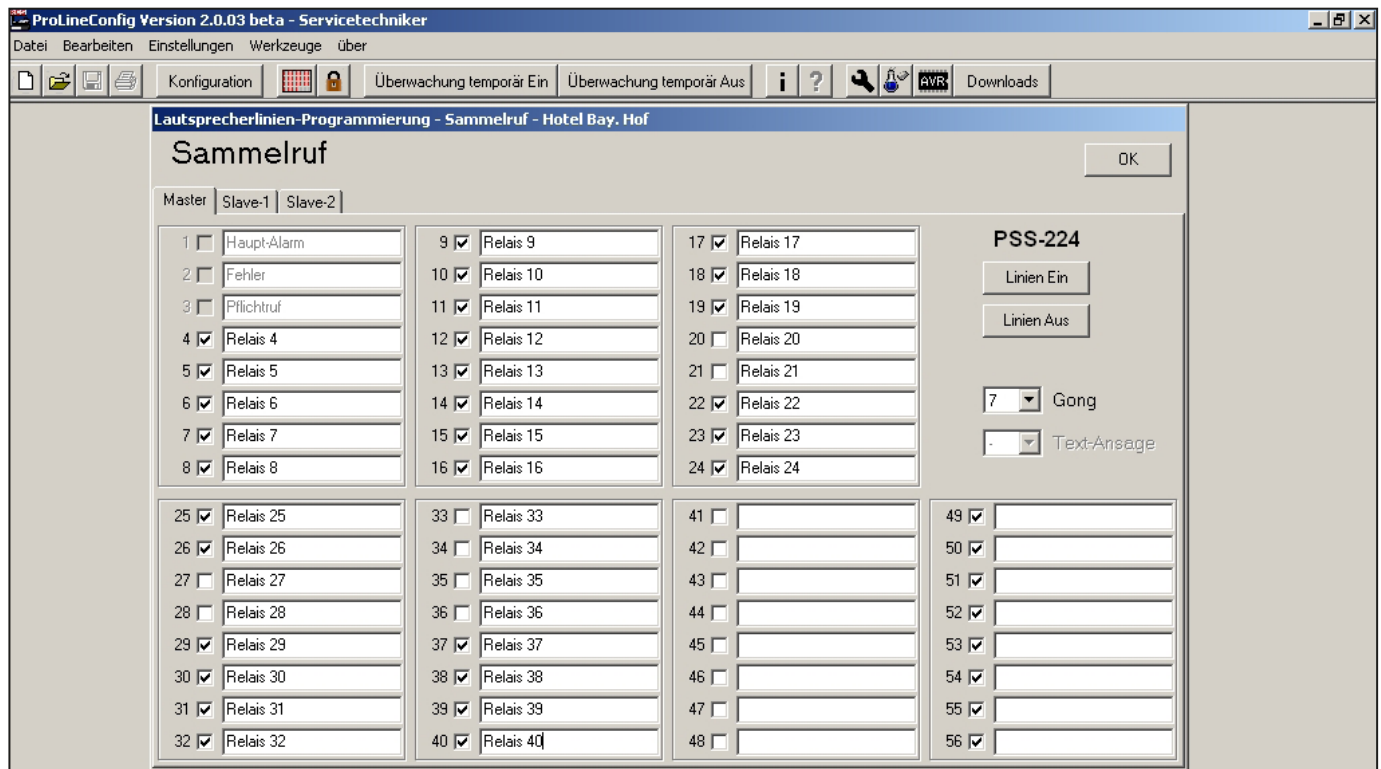 ProLineConfig Version 2.0.03 beta - Servicetechniker
Datei Bearbeiten Einstellungen Werkzeuge über
Konfiguration Überwachung temporär Ein Überwachung temporär Aus i ? AVR Downloads
Lautsprecherlinien-Programmierung - Sammelruf - Hotel Bay. Hof
Sammelruf
OK
Master Slave-1 Slave-2
1 Haupt-Alarm
2 Fehler
3 Pflichtruf
4 Relais 4
5 Relais 5
6 Relais 6
7 Relais 7
8 Relais 8
9 Relais 9
10 Relais 10
11 Relais 11
12 Relais 12
13 Relais 13
14 Relais 14
15 Relais 15
16 Relais 16
17 Relais 17
18 Relais 18
19 Relais 19
20 Relais 20
21 Relais 21
22 Relais 22
23 Relais 23
24 Relais 24
PSS-224
Linien Ein
Linien Aus
7 Gong
- Text-Ansage
25 Relais 25
26 Relais 26
27 Relais 27
28 Relais 28
29 Relais 29
30 Relais 30
31 Relais 31
32 Relais 32
33 Relais 33
34 Relais 34
35 Relais 35
36 Relais 36
37 Relais 37
38 Relais 38
39 Relais 39
40 Relais 40
41
42
43
44
45
46
47
48
49
50
51
52
53
54
55
56